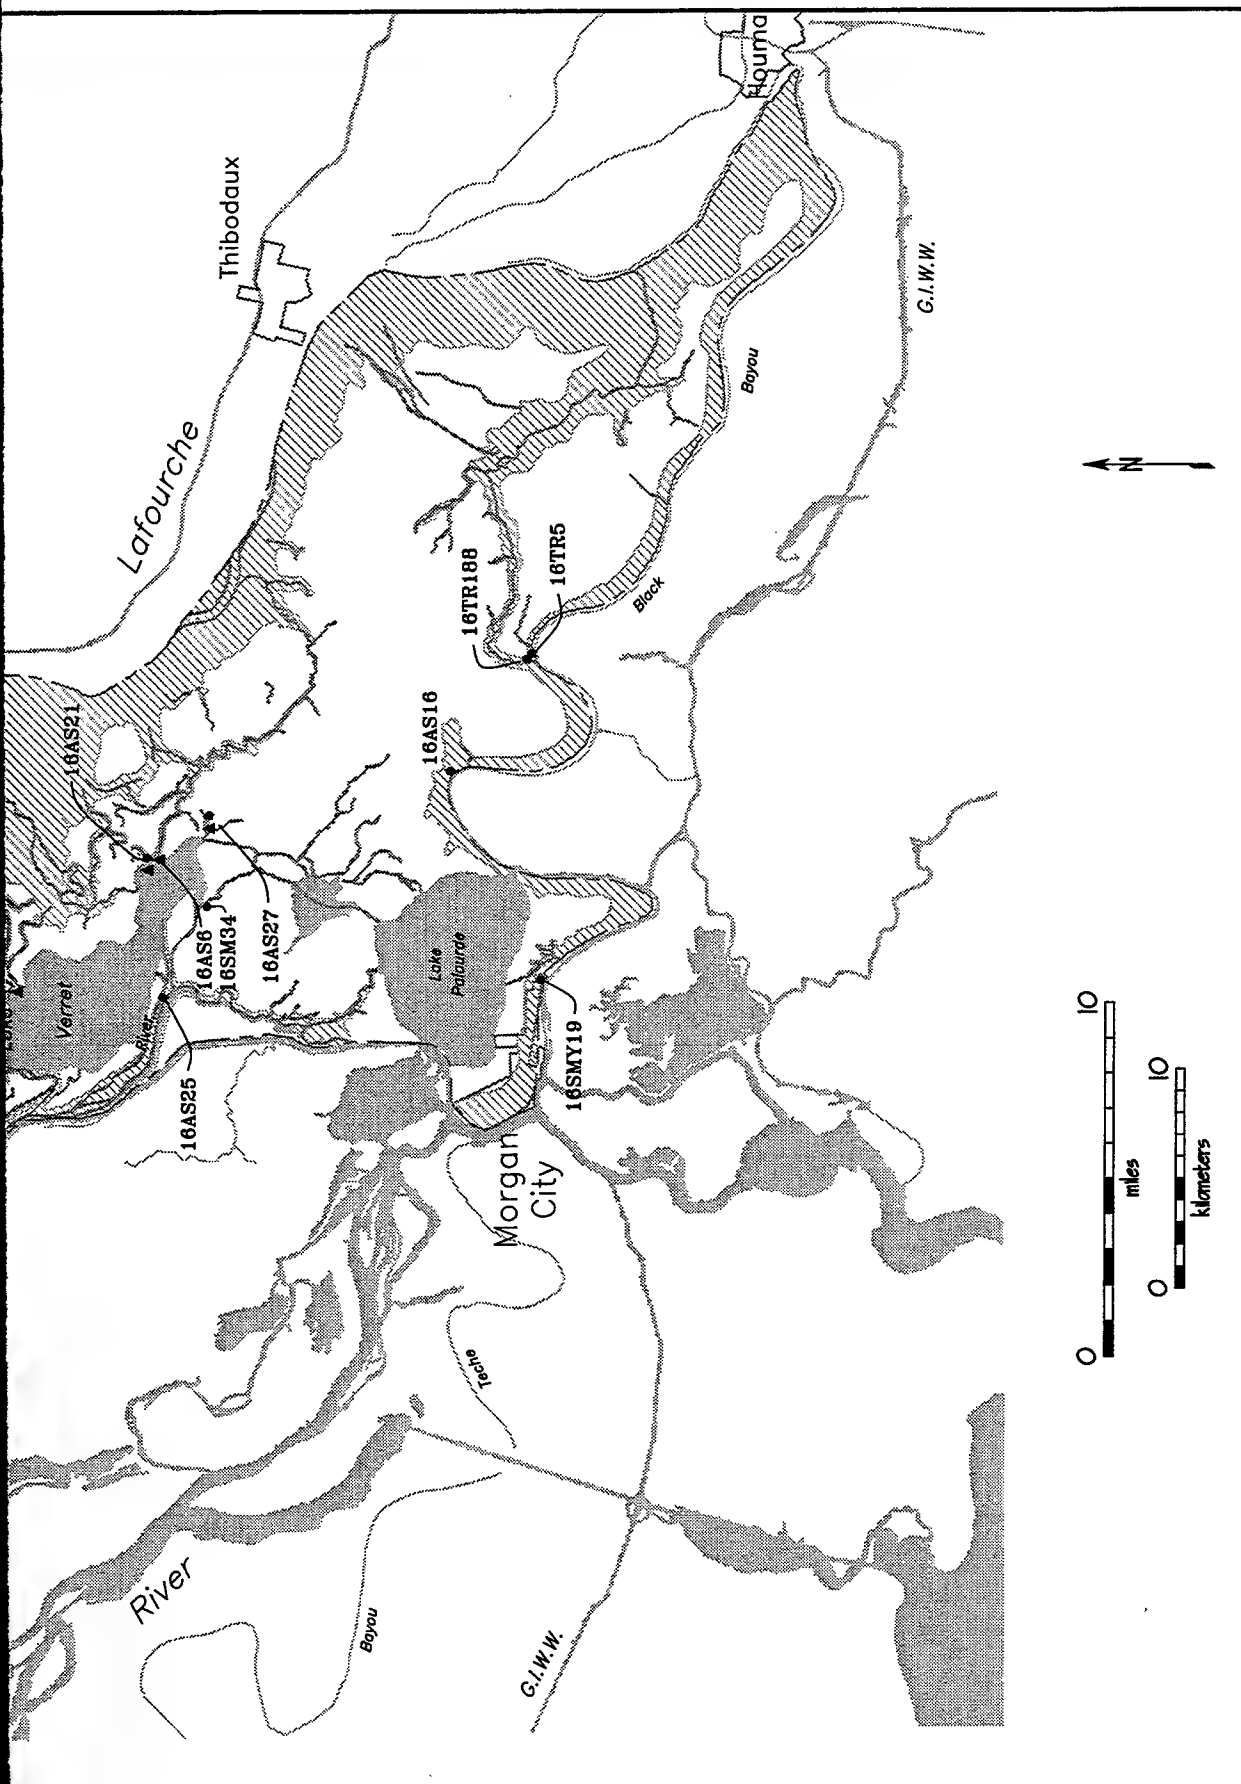 Houma
Thibodaux
G.I.W.W.
Lafourche
Bayou
N
16TR188
16TR5
Black
16AS21
16AS16
16AS6
16SM34
16AS27
Verret
Lake
Palourde
River
16AS25
16SMY19
Morgan
City
Teche
River
Bayou
G.I.W.W.
0 10
miles
0 10
kilometers